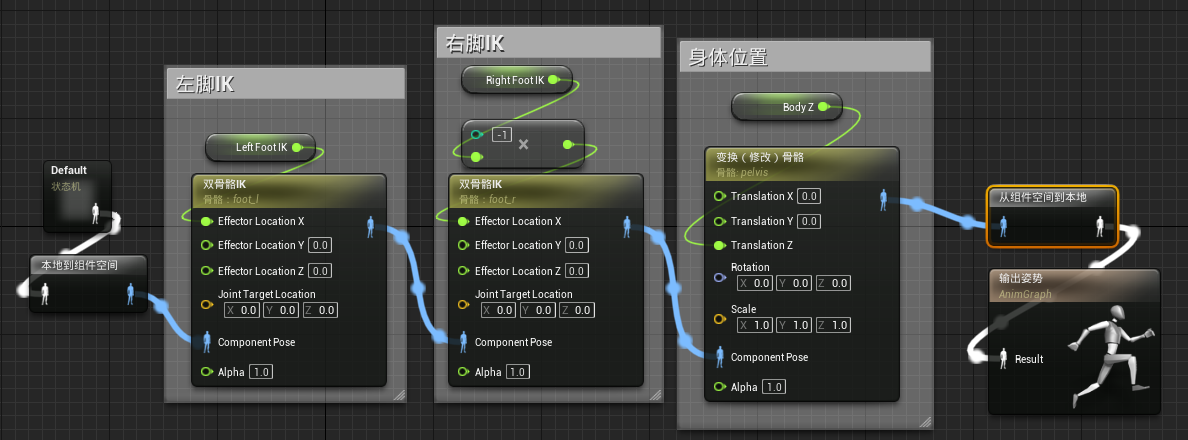 Default
状态机
本地到组件空间
左脚IK
Left Foot IK
双骨骼IK
骨骼：foot_l
Effector Location X
Effector Location Y 0.0
Effector Location Z 0.0
Joint Target Location
X 0.0 Y 0.0 Z 0.0
Component Pose
Alpha 1.0
右脚IK
Right Foot IK
-1
×
双骨骼IK
骨骼：foot_r
Effector Location X
Effector Location Y 0.0
Effector Location Z 0.0
Joint Target Location
X 0.0 Y 0.0 Z 0.0
Component Pose
Alpha 1.0
身体位置
Body Z
变换（修改）骨骼
骨骼: pelvis
Translation X 0.0
Translation Y 0.0
Translation Z
Rotation
X 0.0 Y 0.0 Z 0.0
Scale
X 1.0 Y 1.0 Z 1.0
Component Pose
Alpha 1.0
从组件空间到本地
输出姿势
AnimGraph
Result